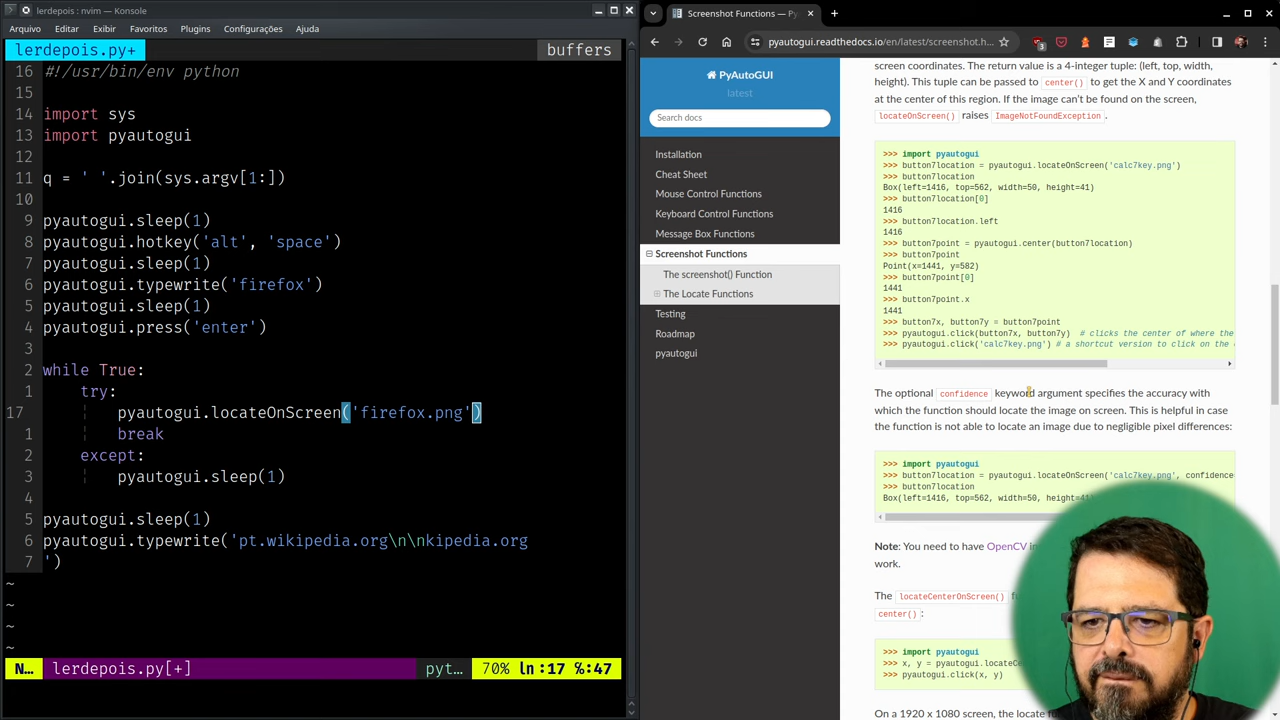 lerdepois : nvim — Konsole
Arquivo Editar Exibir Favoritos Plugins Configurações Ajuda
lerdepois.py+ buffers
16 #!/usr/bin/env python
15
14 import sys
13 import pyautogui
12
11 q = ' '.join(sys.argv[1:])
10
9 pyautogui.sleep(1)
8 pyautogui.hotkey('alt', 'space')
7 pyautogui.sleep(1)
6 pyautogui.typewrite('firefox')
5 pyautogui.sleep(1)
4 pyautogui.press('enter')
3
2 while True:
1 try:
17 pyautogui.locateOnScreen('firefox.png')
1 break
2 except:
3 pyautogui.sleep(1)
4
5 pyautogui.sleep(1)
6 pyautogui.typewrite('pt.wikipedia.org\n\nkipedia.org
7 ')
~
~
~
~
N… lerdepois.py[+] pyt… 70% ln:17 %:47
Screenshot Functions — Py
pyautogui.readthedocs.io/en/latest/screenshot.h...
3
PyAutoGUI
latest
Search docs
Installation
Cheat Sheet
Mouse Control Functions
Keyboard Control Functions
Message Box Functions
Screenshot Functions
The screenshot() Function
The Locate Functions
Testing
Roadmap
pyautogui
screen coordinates. The return value is a 4-integer tuple: (left, top, width,
height). This tuple can be passed to center() to get the X and Y coordinates
at the center of this region. If the image can't be found on the screen,
locateOnScreen() raises ImageNotFoundException .
>>> import pyautogui
>>> button7location = pyautogui.locateOnScreen('calc7key.png')
>>> button7location
Box(left=1416, top=562, width=50, height=41)
>>> button7location[0]
1416
>>> button7location.left
1416
>>> button7point = pyautogui.center(button7location)
>>> button7point
Point(x=1441, y=582)
>>> button7point[0]
1441
>>> button7point.x
1441
>>> button7x, button7y = button7point
>>> pyautogui.click(button7x, button7y) # clicks the center of where the
>>> pyautogui.click('calc7key.png') # a shortcut version to click on the
The optional confidence keyword argument specifies the accuracy with
which the function should locate the image on screen. This is helpful in case
the function is not able to locate an image due to negligible pixel differences:
>>> import pyautogui
>>> button7location = pyautogui.locateOnScreen('calc7key.png', confidence=
>>> button7location
Box(left=1416, top=562, width=50, height=41)
Note: You need to have OpenCV
work.
The locateCenterOnScreen()
center() :
>>> import pyautogui
>>> x, y = pyautogui.locateCe
>>> pyautogui.click(x, y)
On a 1920 x 1080 screen, the locate